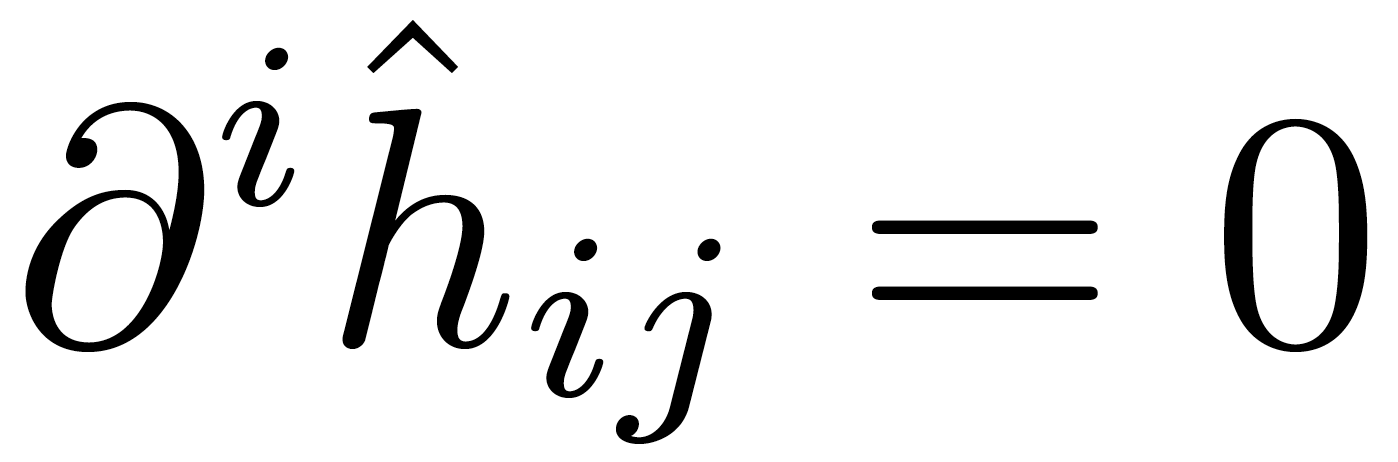 ∂^i ĥ_{ij} = 0